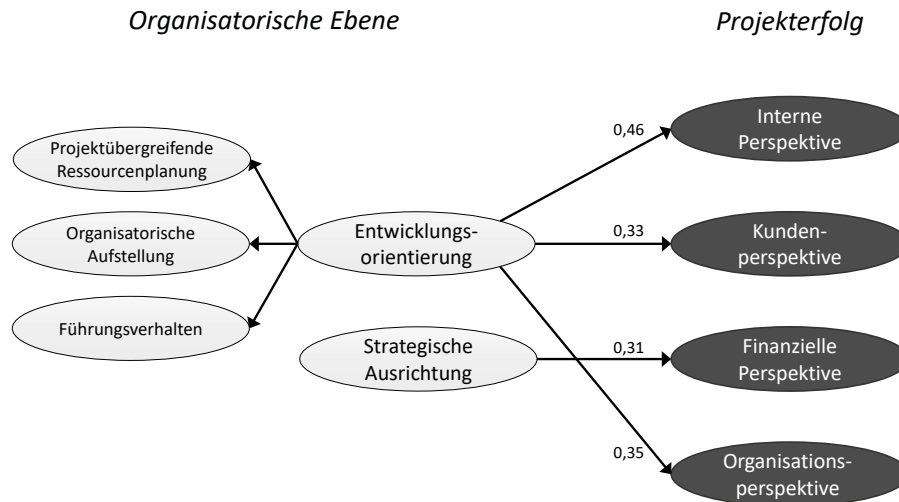 Organisatorische Ebene
Projekterfolg
Projektübergreifende
Ressourcenplanung
Organisatorische
Aufstellung
Führungsverhalten
Entwicklungs-
orientierung
Strategische
Ausrichtung
0,46
0,33
0,31
0,35
Interne
Perspektive
Kunden-
perspektive
Finanzielle
Perspektive
Organisations-
perspektive